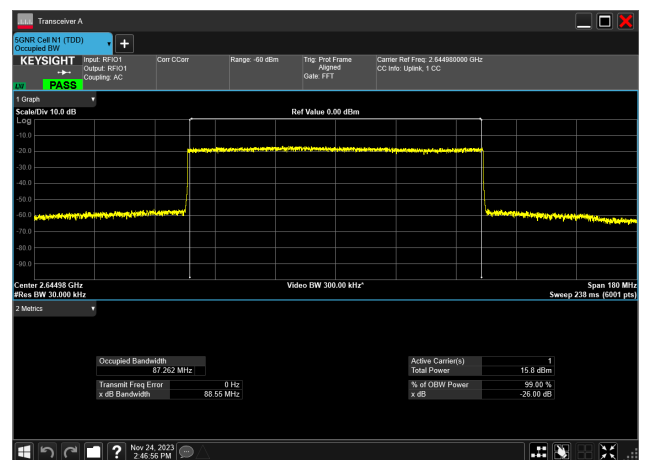 Transceiver A
5GNR Cell N1 (TDD)
Occupied BW
KEYSIGHT
Input: RFIO1
Output: RFIO1
Coupling: AC
Corr CCorr
Range: -60 dBm
Trig: Prot Frame
Aligned
Gate: FFT
Carrier Ref Freq: 2.644980000 GHz
CC Info: Uplink, 1 CC
LV
PASS
1 Graph
Scale/Div 10.0 dB
Ref Value 0.00 dBm
Log
-10.0
-20.0
-30.0
-40.0
-50.0
-60.0
-70.0
-80.0
-90.0
Center 2.64498 GHz
Video BW 300.00 kHz*
Span 180 MHz
#Res BW 30.000 kHz
Sweep 238 ms (6001 pts)
2 Metrics
Occupied Bandwidth
87.262 MHz
Active Carrier(s) 1
Total Power 15.8 dBm
Transmit Freq Error 0 Hz
x dB Bandwidth 88.55 MHz
% of OBW Power 99.00 %
x dB -26.00 dB
?
Nov 24, 2023
2:46:56 PM